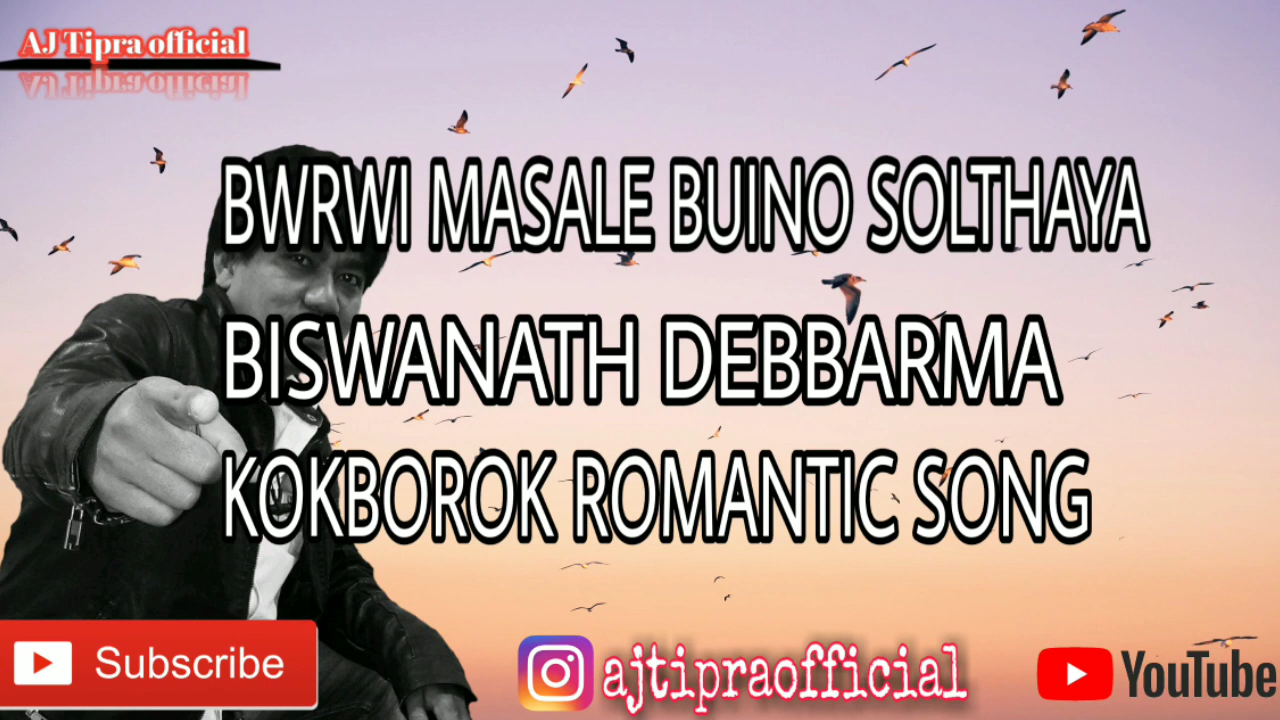 AJ Tipra official
BWRWI MASALE BUINO SOLTHAYA
BISWANATH DEBBARMA
KOKBOROK ROMANTIC SONG
Subscribe
ajtipraofficial
YouTube